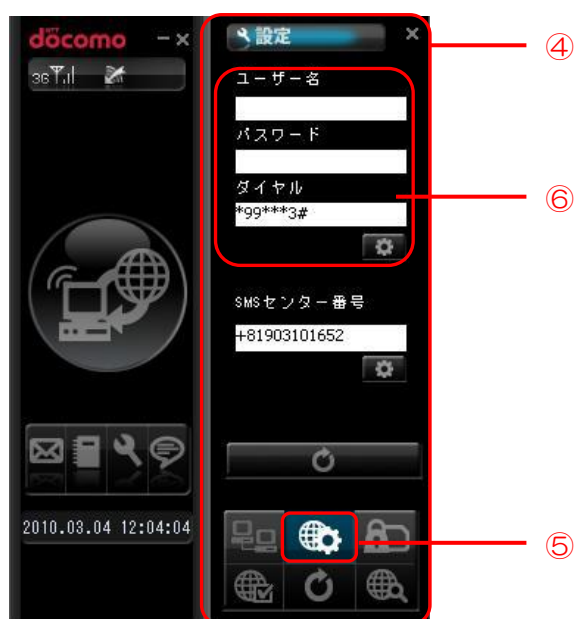 döcomo
3G
2010.03.04 12:04:04
設定
ユーザー名
パスワード
ダイヤル
*99***3#
SMSセンター番号
+81903101652
④
⑥
⑤